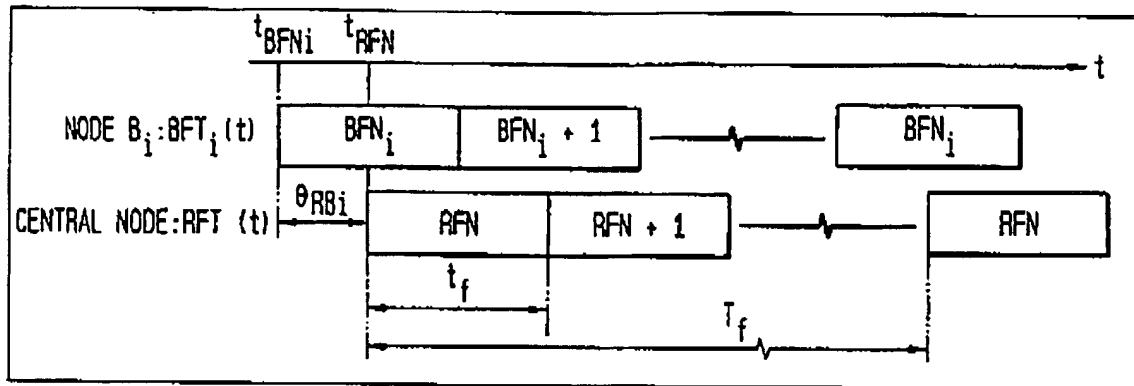 t_BFNi t_RFN
t
NODE B_i:BFT_i(t) BFN_i BFN_i + 1 BFN_i
θ_RBi
CENTRAL NODE:RFT (t) RFN RFN + 1 RFN
t_f
T_f